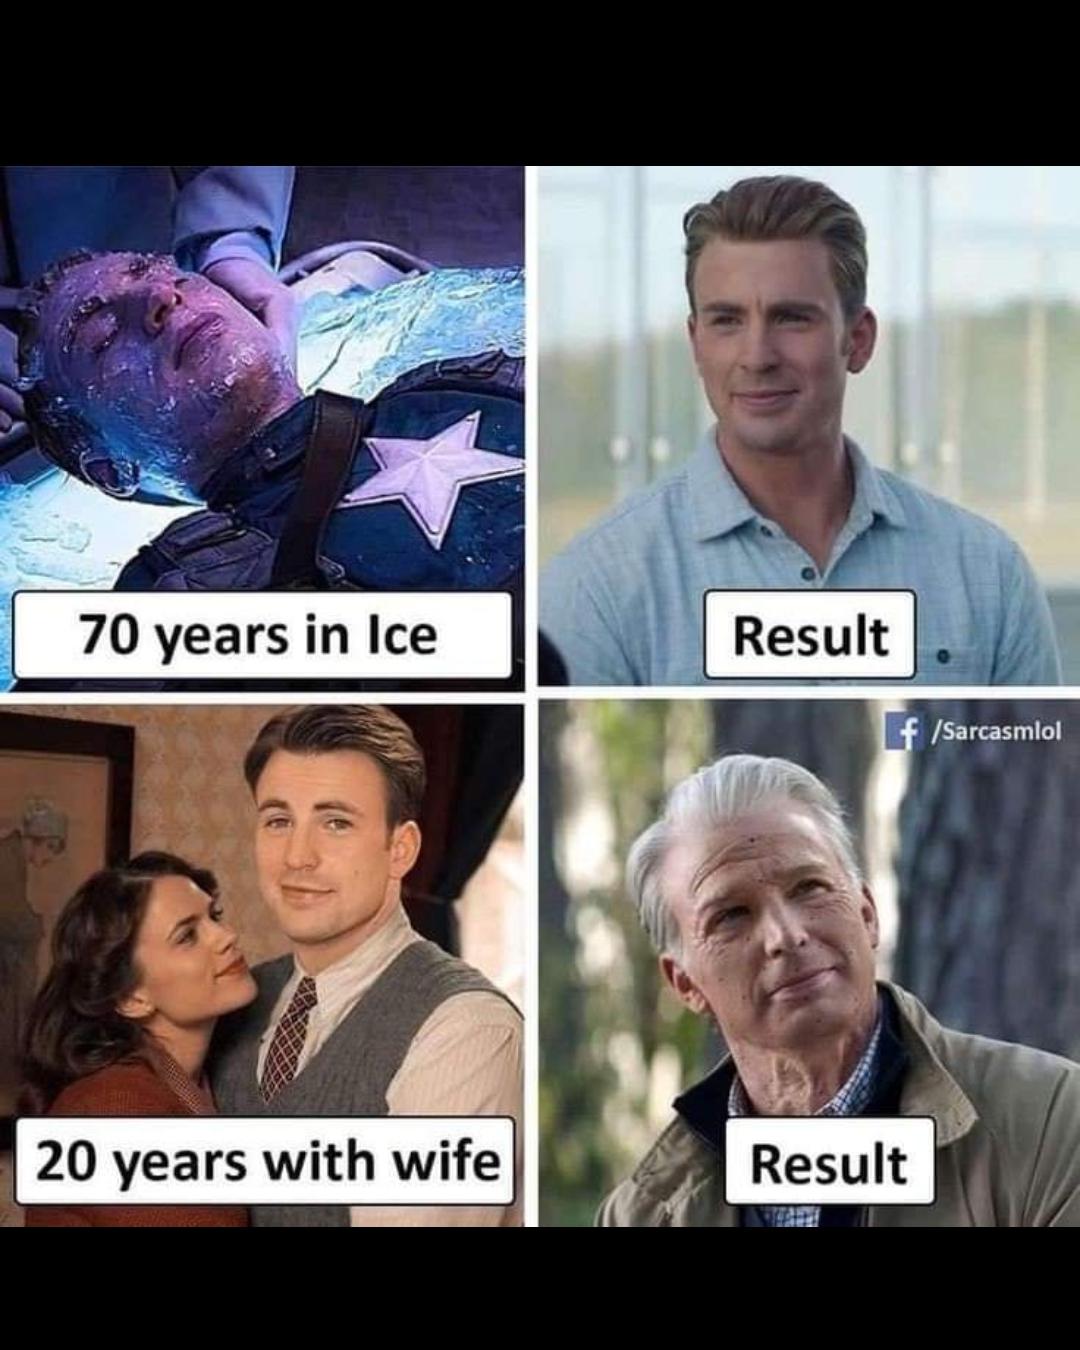 70 years in Ice
Result
f /Sarcasmlol
20 years with wife
Result